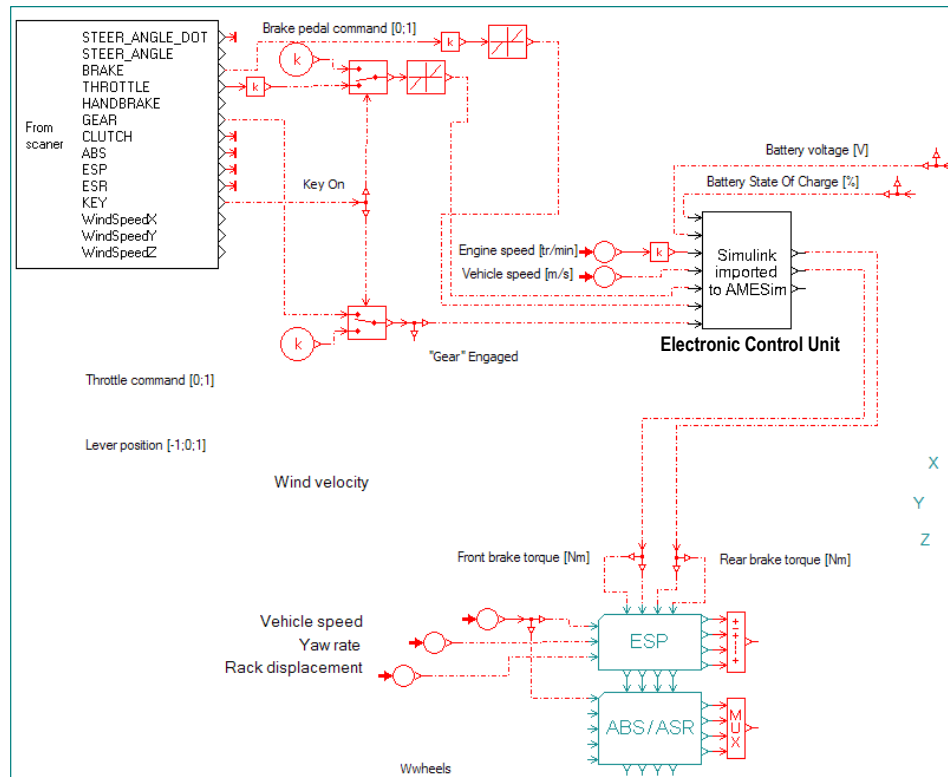 STEER_ANGLE_DOT
STEER_ANGLE
BRAKE
THROTTLE
HANDBRAKE
GEAR
CLUTCH
ABS
ESP
ESR
KEY
WindSpeedX
WindSpeedY
WindSpeedZ
From
scaner
Brake pedal command [0;1]
k
k
k
Key On
Battery voltage [V]
Battery State Of Charge [%]
Engine speed [tr/min]
k
Vehicle speed [m/s]
Simulink
imported
to AMESim
Electronic Control Unit
k
"Gear" Engaged
Throttle command [0;1]
Lever position [-1;0;1]
Wind velocity
X
Y
Z
Front brake torque [Nm]
Rear brake torque [Nm]
Vehicle speed
Yaw rate
Rack displacement
ESP
ABS/ASR
MUX
Wwheels